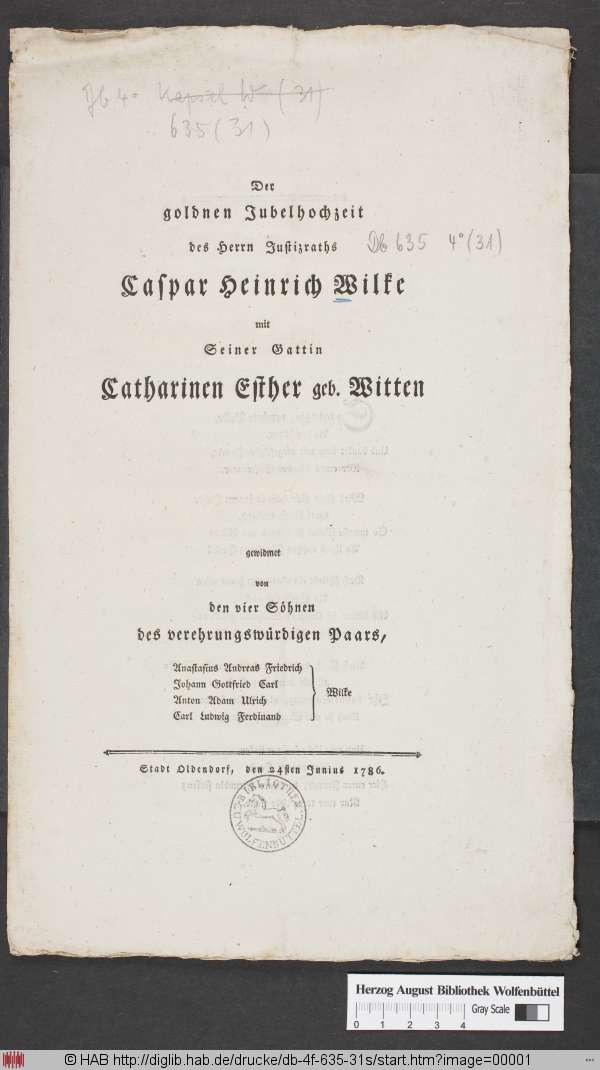 Db 4° Kapsel W (31)
635 (31)
Der
goldnen Jubelhochzeit
des Herrn Justizraths
Db 635 4° (31)
Caspar Heinrich Wilke
mit
Seiner Gattin
Catharinen Esther geb. Witten
gewidmet
von
den vier Söhnen
des verehrungswürdigen Paars,
Anastasius Andreas Friedrich
Johann Gottfried Carl
Anton Adam Ulrich
Carl Ludwig Ferdinand
Wilke
Stadt Oldendorf, den 24sten Junius 1786.
BIBLIOTHEK WOLFENBÜTTEL
Herzog August Bibliothek Wolfenbüttel
Gray Scale
0 1 2 3 4
© HAB http://diglib.hab.de/drucke/db-4f-635-31s/start.htm?image=00001